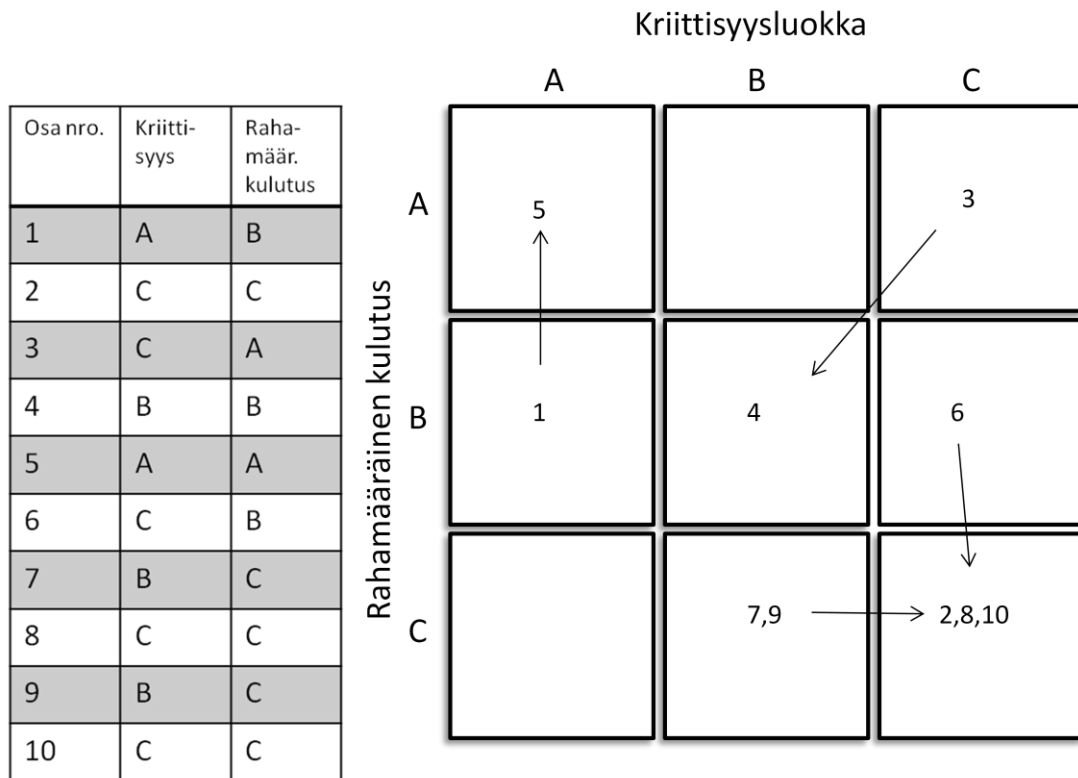 Kriittisyysluokka
A B C
Osa nro. Kriitti- Raha-
syys määr.
kulutus
1 A B
2 C C
3 C A
4 B B
5 A A
6 C B
7 B C
8 C C
9 B C
10 C C
Rahamääräinen kulutus
A 5 3
B 1 4 6
C 7,9 2,8,10